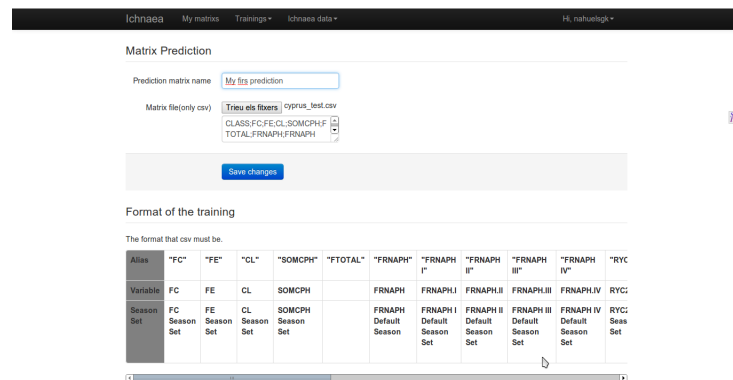 Ichnaea My matrixs Trainings Ichnaea data Hi, nahuelsgk
Matrix Prediction
Prediction matrix name My firs prediction
Matrix file(only csv) Trieu els fitxers cyprus_test.csv
CLASS;FC;FE;CL;SOMCPH;F
TOTAL;FRNAPH;FRNAPH
Save changes
Format of the training
The format that csv must be.
Alias "FC" "FE" "CL" "SOMCPH" "FTOTAL" "FRNAPH" "FRNAPH "FRNAPH "FRNAPH "FRNAPH "RYC
I" II" III" IV"
Variable FC FE CL SOMCPH FRNAPH FRNAPH.I FRNAPH.II FRNAPH.III FRNAPH.IV RYC2
Season FC FE CL SOMCPH FRNAPH FRNAPH I FRNAPH II FRNAPH III FRNAPH IV RYC2
Set Season Season Season Season Default Default Default Default Default Seas
Set Set Set Set Season Season Season Season Season Set
Set Set Set Set